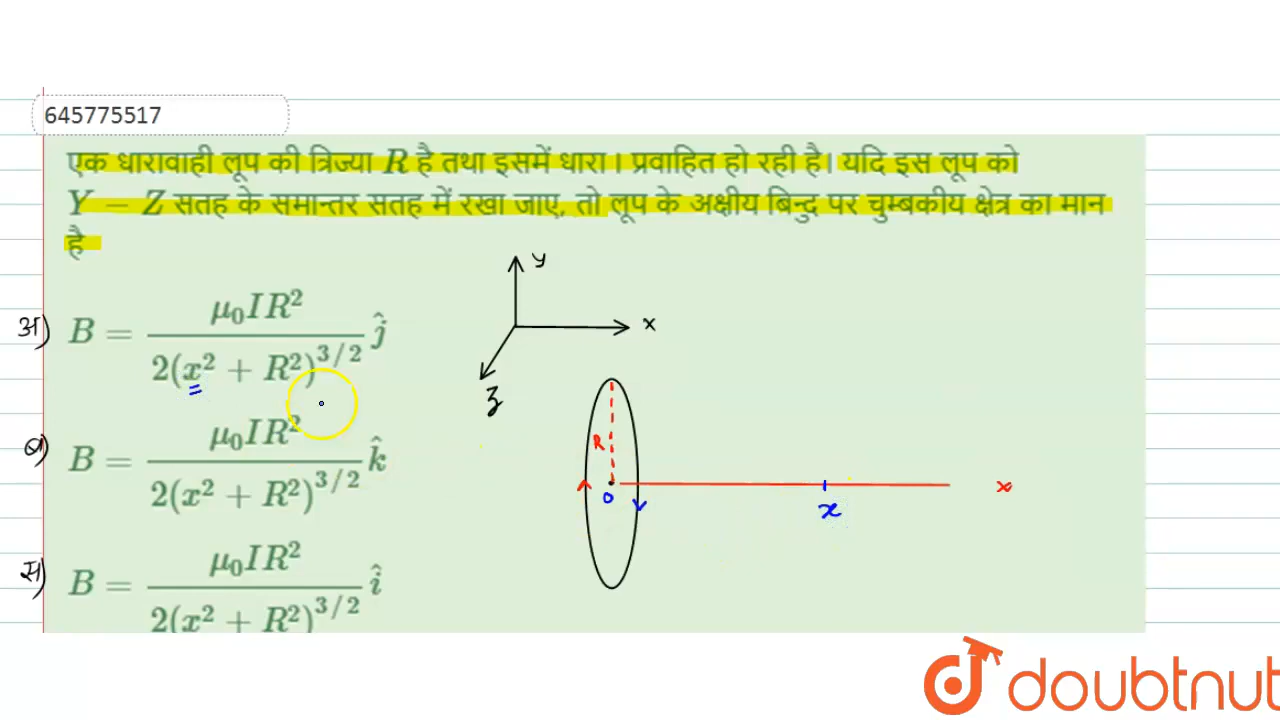 645775517
एक धारावाही लूप की त्रिज्या R है तथा इसमें धारा। प्रवाहित हो रही है। यदि इस लूप को
Y − Z सतह के समान्तर सतह में रखा जाए, तो लूप के अक्षीय बिन्दु पर चुम्बकीय क्षेत्र का मान
है
अ) B = μ₀IR² / 2(x² + R²)^3/2 ĵ
ब) B = μ₀IR² / 2(x² + R²)^3/2 k̂
स) B = μ₀IR² / 2(x² + R²)^3/2 î
y
x
z
R
O
x
x
doubtnut